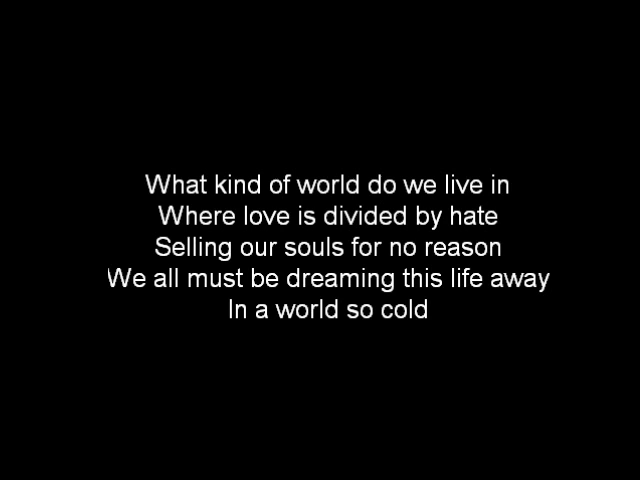 What kind of world do we live in
Where love is divided by hate
Selling our souls for no reason
We all must be dreaming this life away
In a world so cold